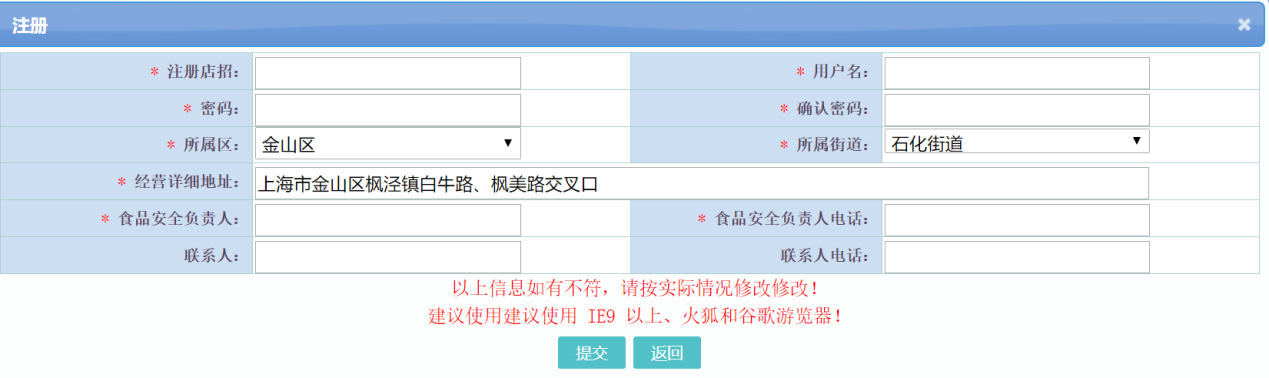 注册 ×
* 注册店招： * 用户名：
* 密码： * 确认密码：
* 所属区： 金山区 * 所属街道： 石化街道
* 经营详细地址： 上海市金山区枫泾镇白牛路、枫美路交叉口
* 食品安全负责人： * 食品安全负责人电话：
联系人： 联系人电话：
以上信息如有不符，请按实际情况修改修改！
建议使用建议使用 IE9 以上、火狐和谷歌游览器！
提交 返回